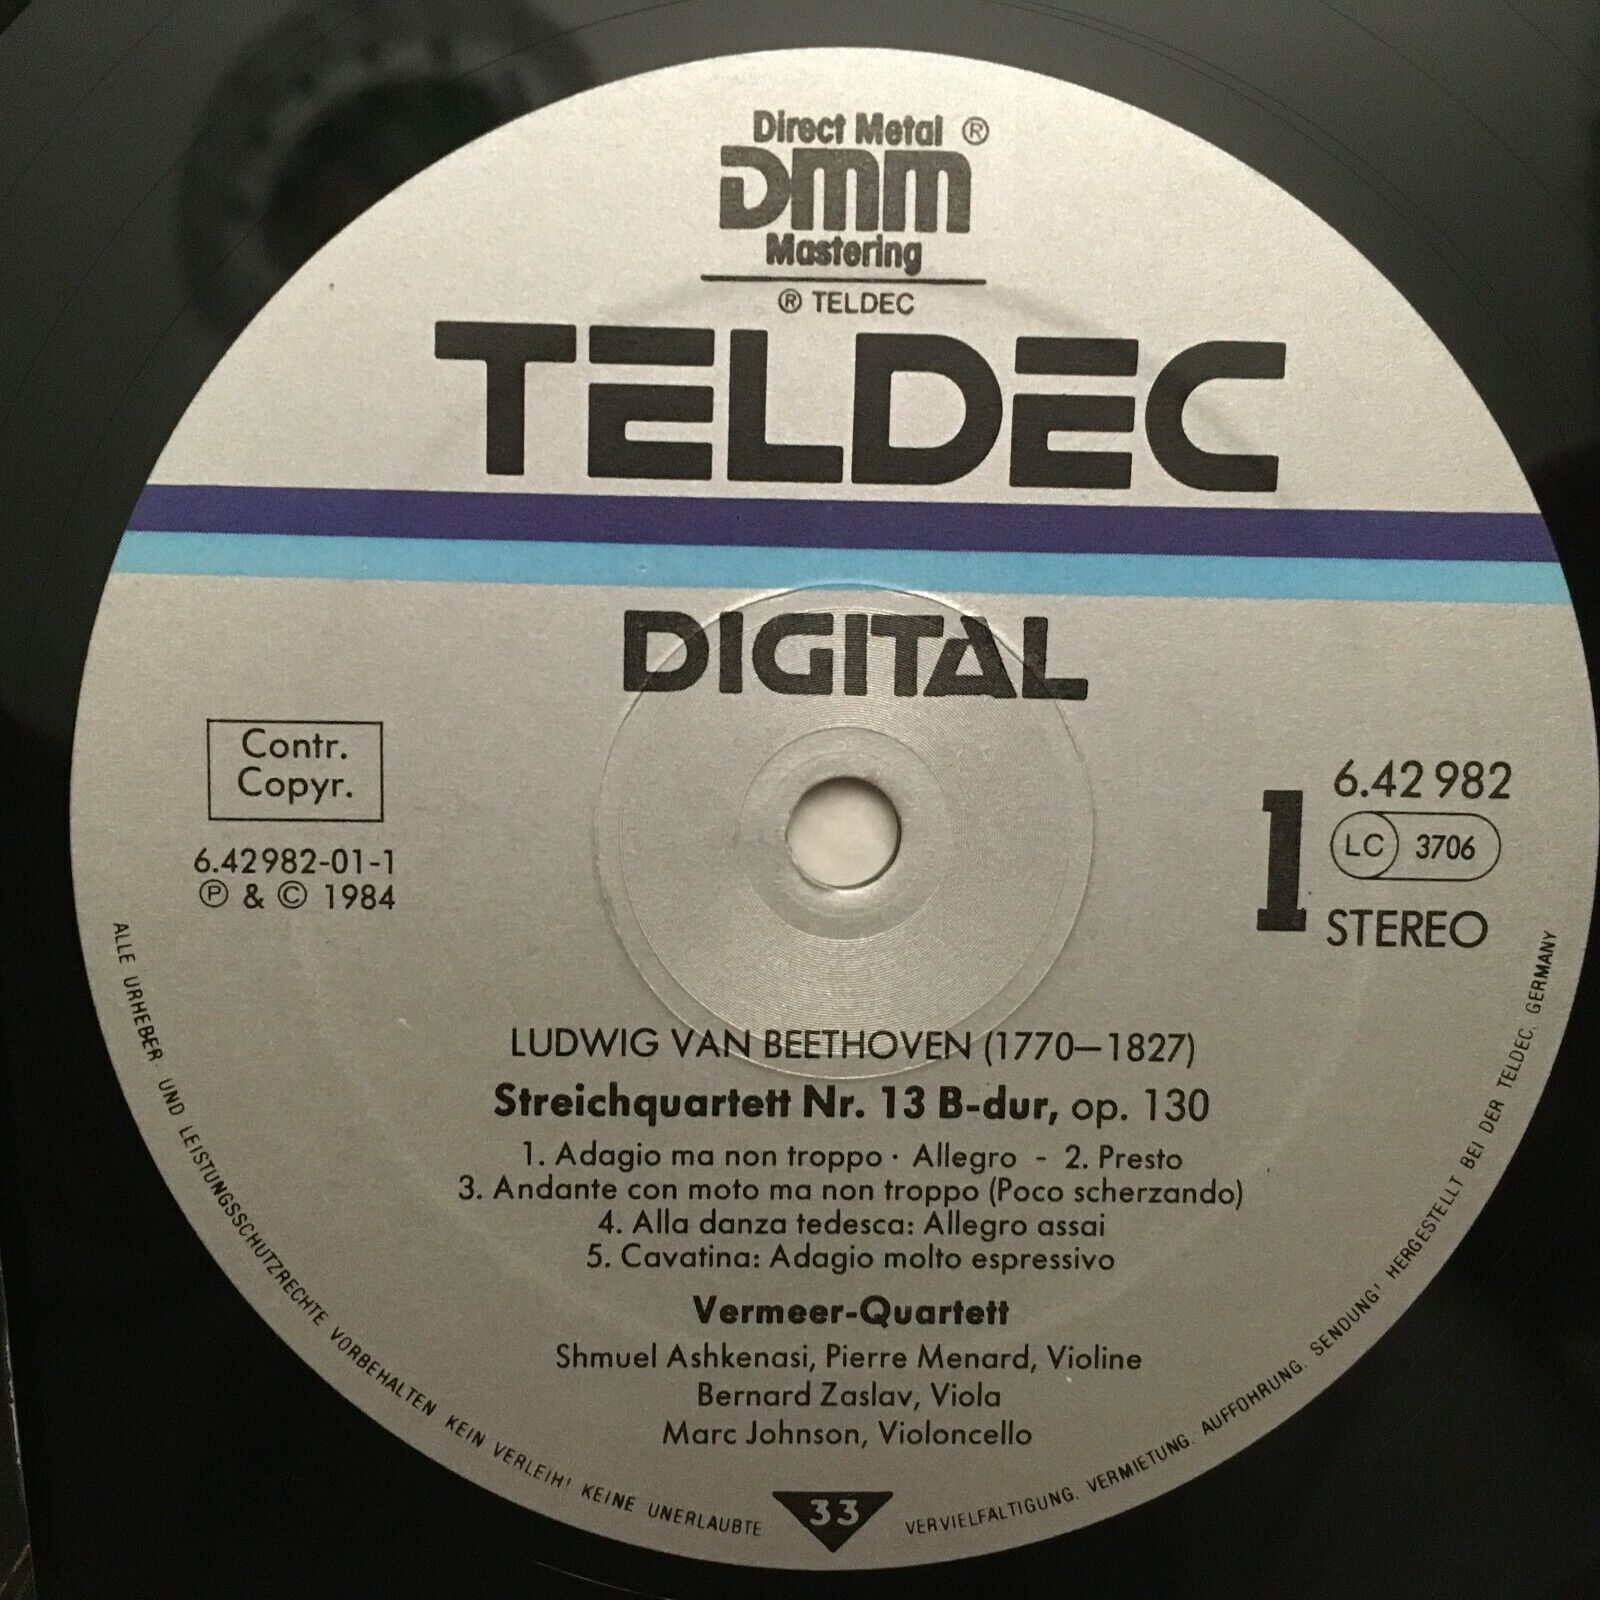 Direct Metal ®
DMM
Mastering
® TELDEC
TELDEC
DIGITAL
Contr.
Copyr.
6.42982-01-1
℗ & © 1984
6.42 982
1
LC 3706
STEREO
LUDWIG VAN BEETHOVEN (1770–1827)
Streichquartett Nr. 13 B-dur, op. 130
1. Adagio ma non troppo · Allegro - 2. Presto
3. Andante con moto ma non troppo (Poco scherzando)
4. Alla danza tedesca: Allegro assai
5. Cavatina: Adagio molto espressivo
Vermeer-Quartett
Shmuel Ashkenasi, Pierre Menard, Violine
Bernard Zaslav, Viola
Marc Johnson, Violoncello
33
ALLE URHEBER- UND LEISTUNGSSCHUTZRECHTE VORBEHALTEN KEIN VERLEIH! KEINE UNERLAUBTE VERVIELFÄLTIGUNG, VERMIETUNG, AUFFÜHRUNG, SENDUNG! HERGESTELLT BEI DER TELDEC, GERMANY